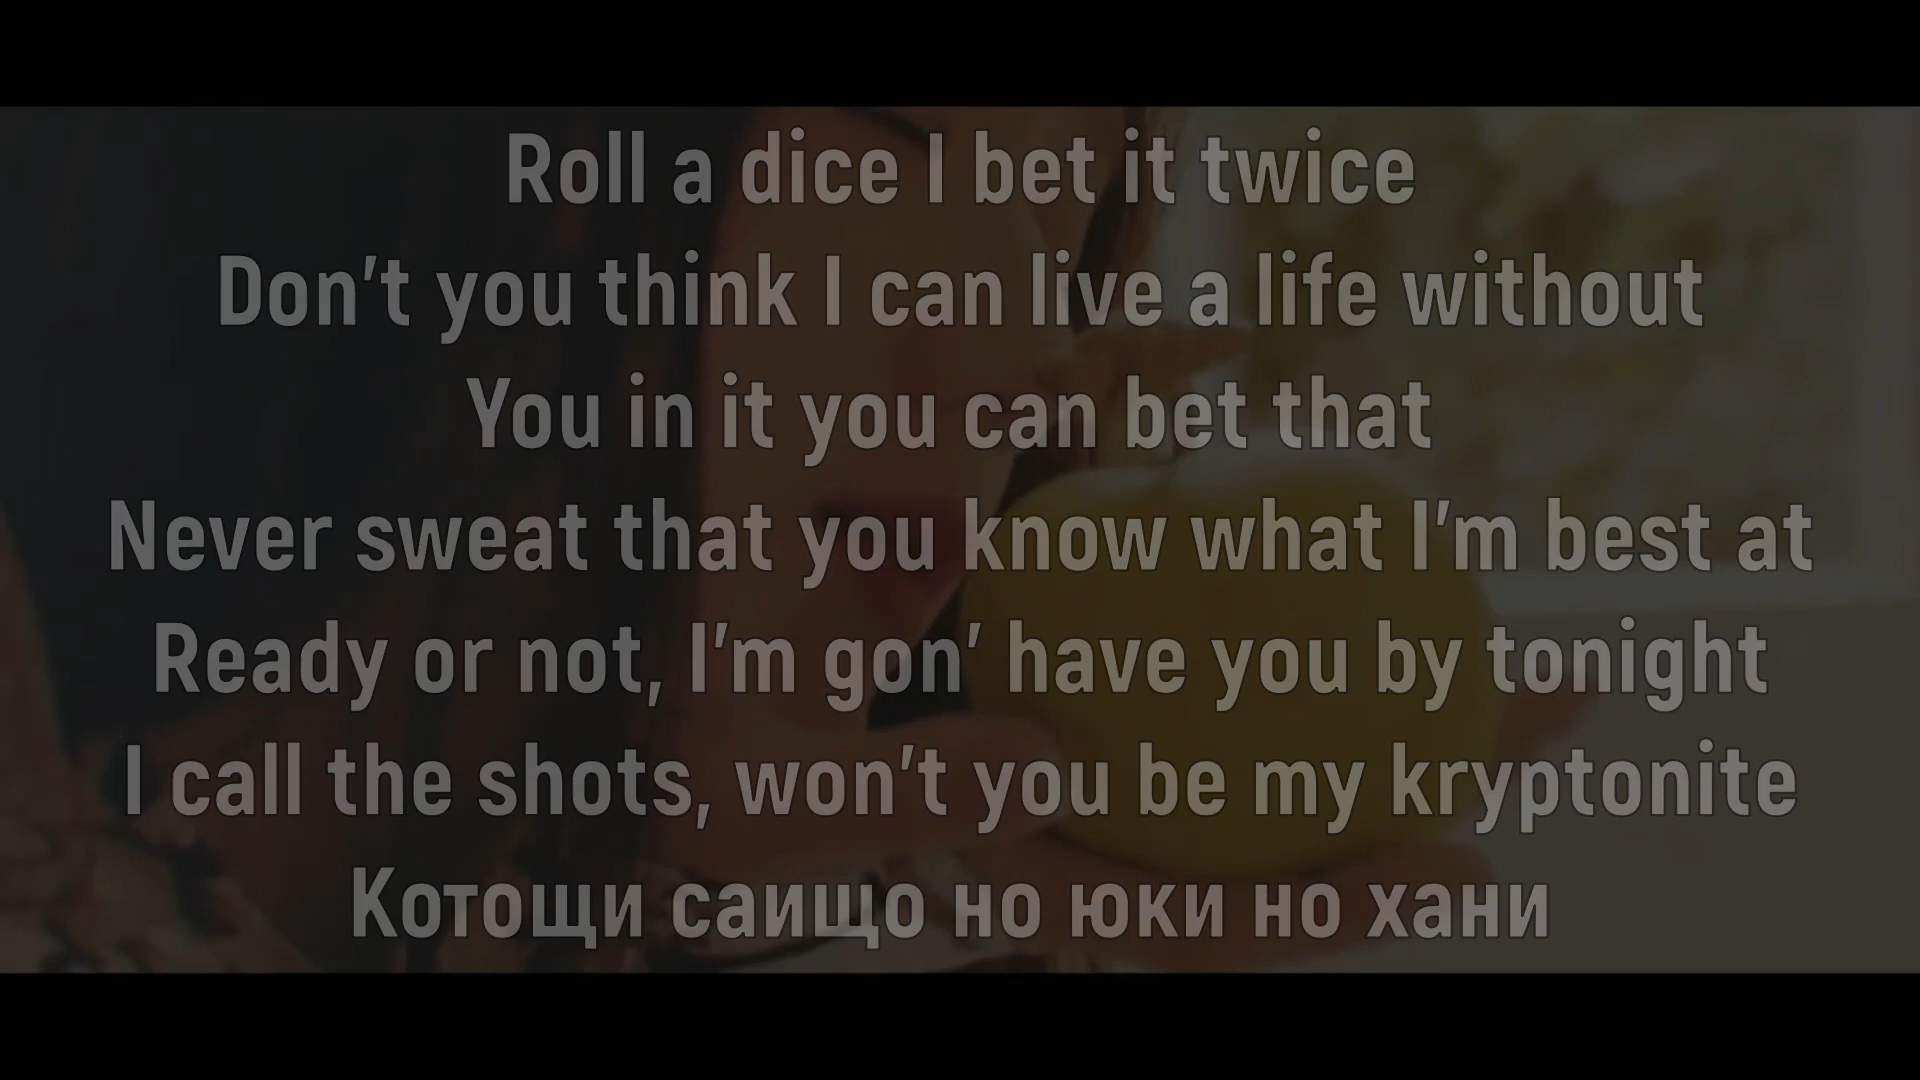 Roll a dice I bet it twice
Don't you think I can live a life without
You in it you can bet that
Never sweat that you know what I'm best at
Ready or not, I'm gon' have you by tonight
I call the shots, won't you be my kryptonite
Котощи саищо но юки но хани